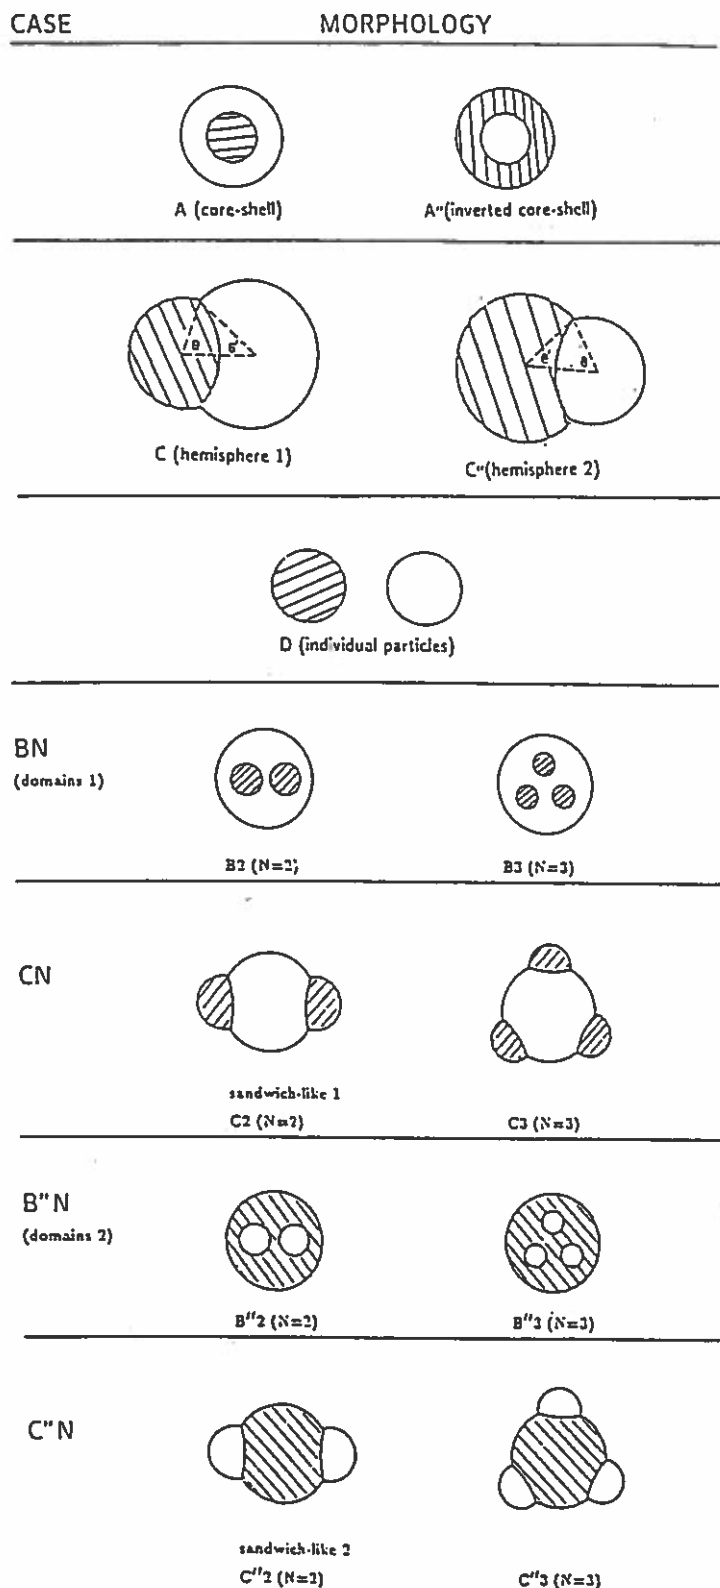 CASE MORPHOLOGY
A (core-shell) A"(inverted core-shell)
θ θ' θ' θ
C (hemisphere 1) C"(hemisphere 2)
D (individual particles)
BN
(domains 1)
B2 (N=2) B3 (N=3)
CN
sandwich-like 1
C2 (N=2) C3 (N=3)
B"N
(domains 2)
B"2 (N=2) B"3 (N=3)
C"N
sandwich-like 2
C"2 (N=2) C"3 (N=3)